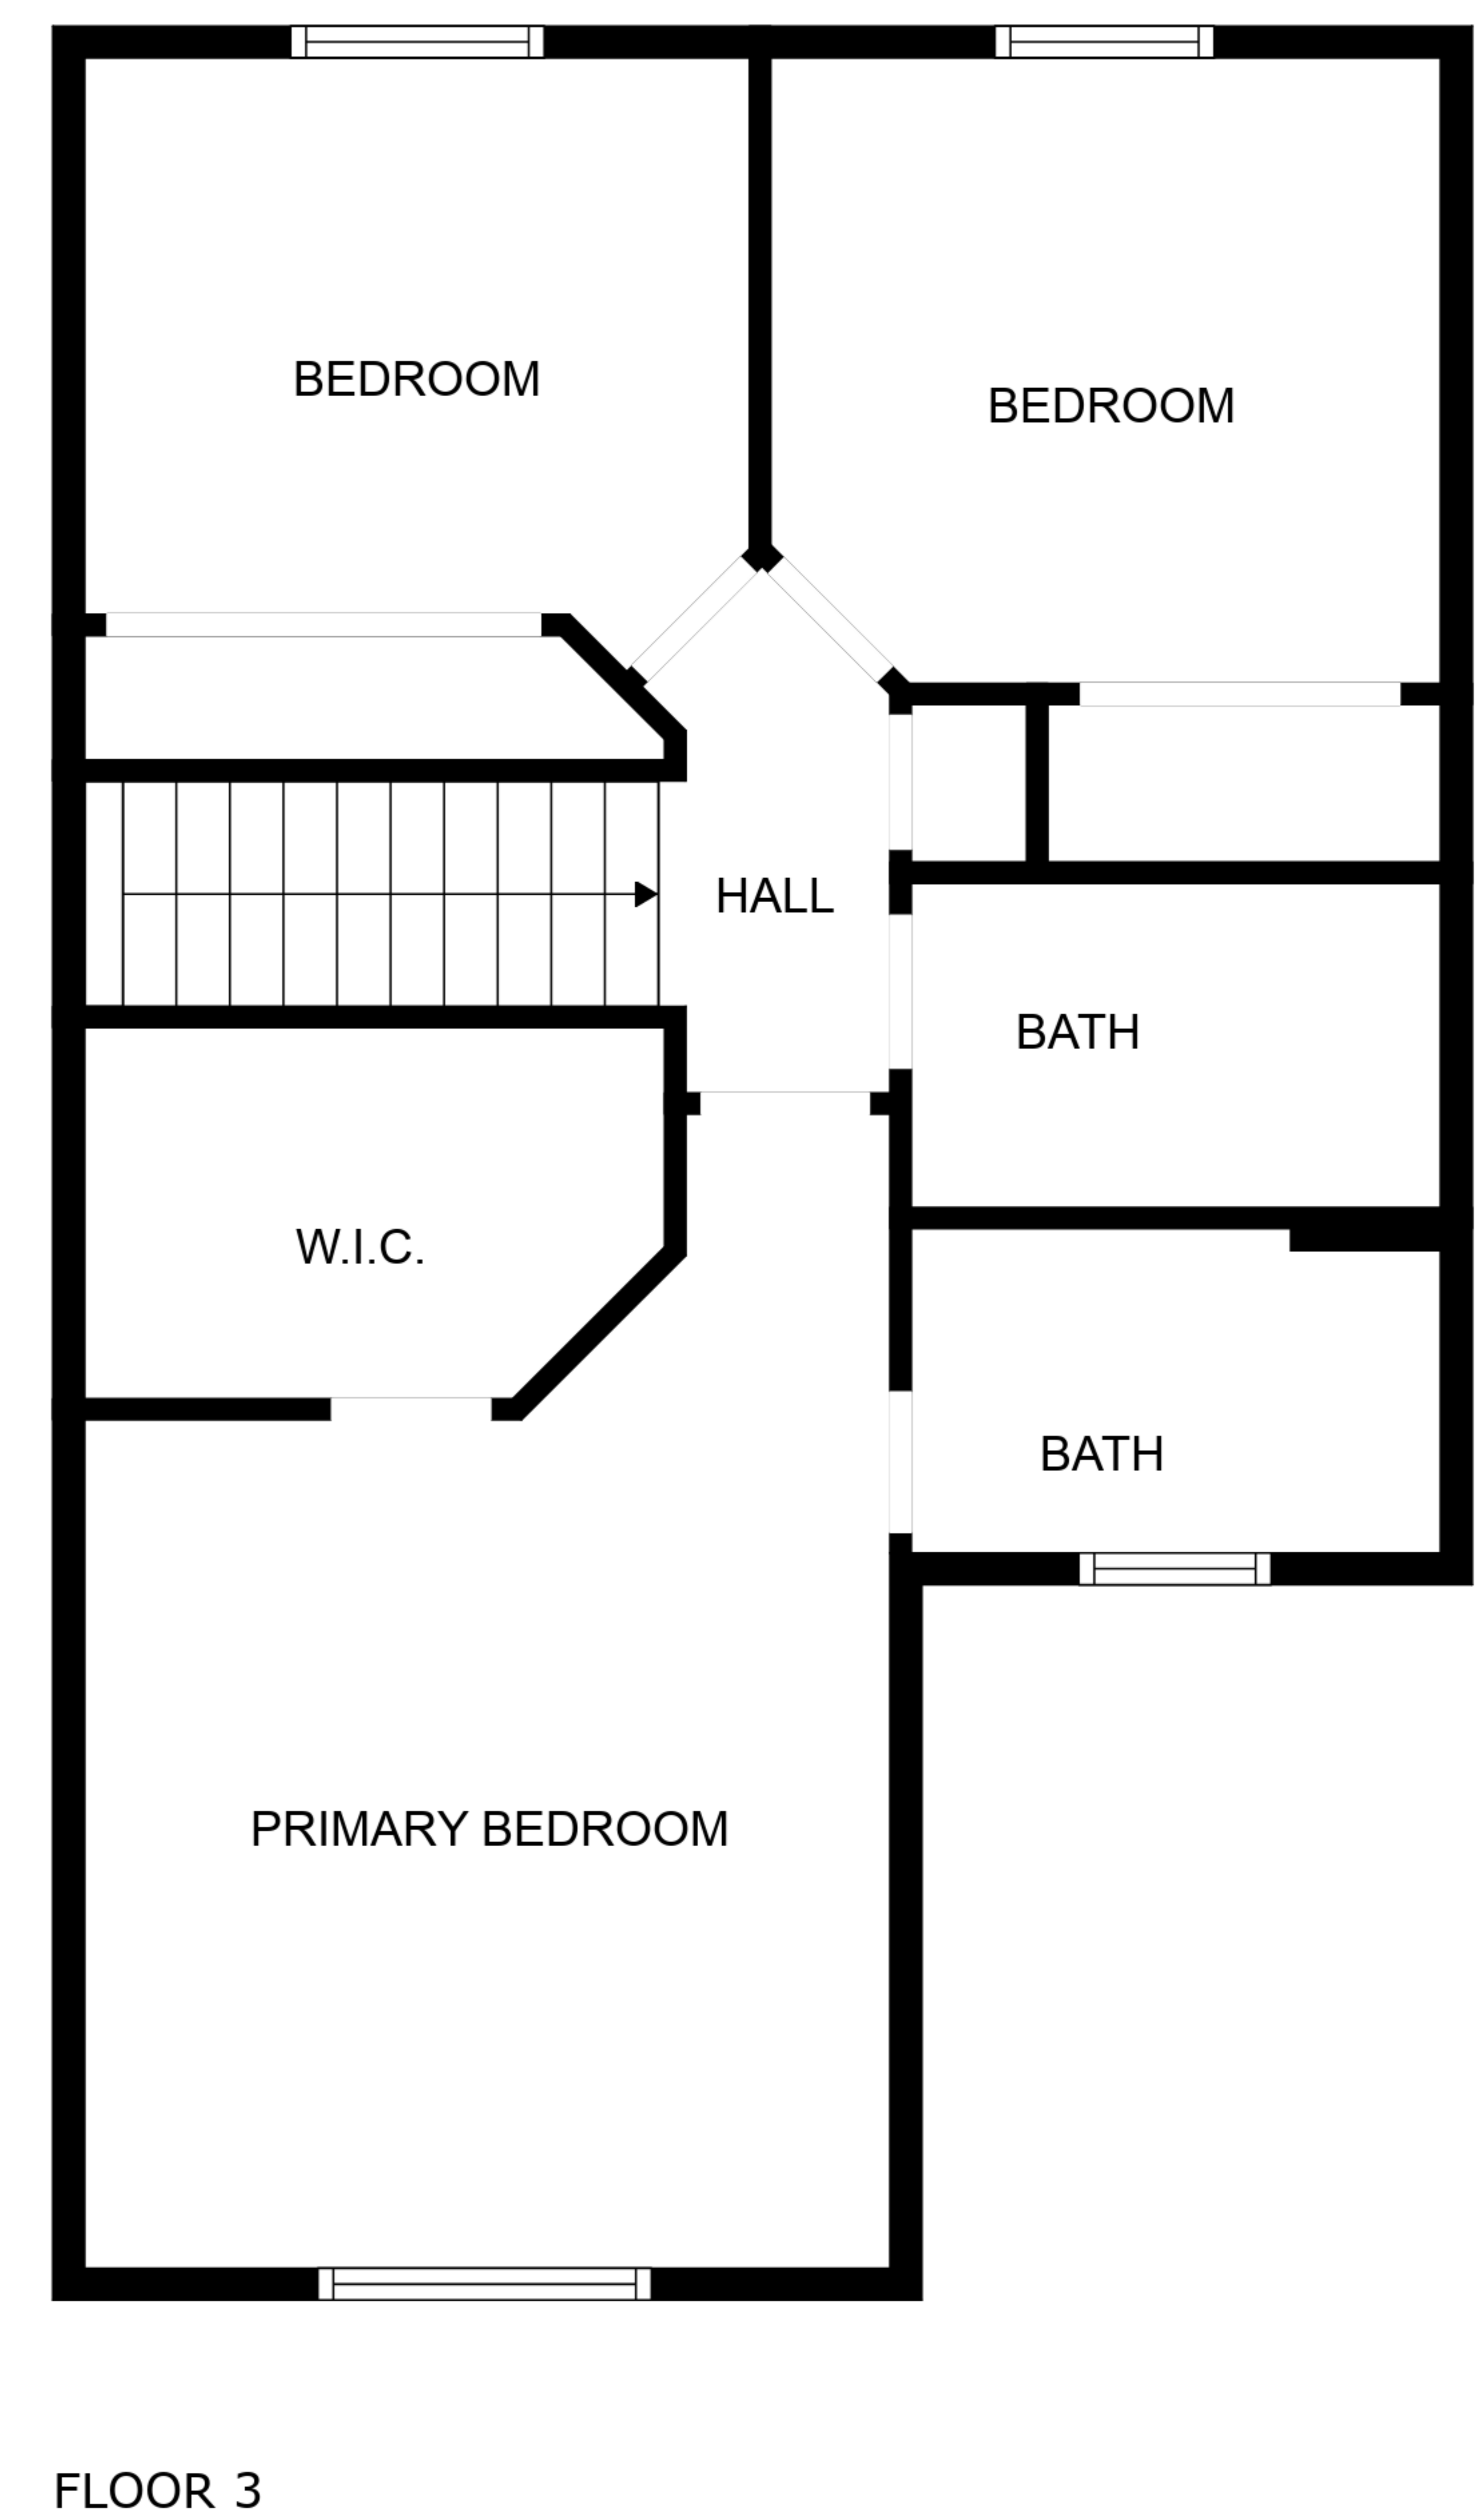 BEDROOM
BEDROOM
HALL
BATH
W.I.C.
BATH
PRIMARY BEDROOM
FLOOR 3